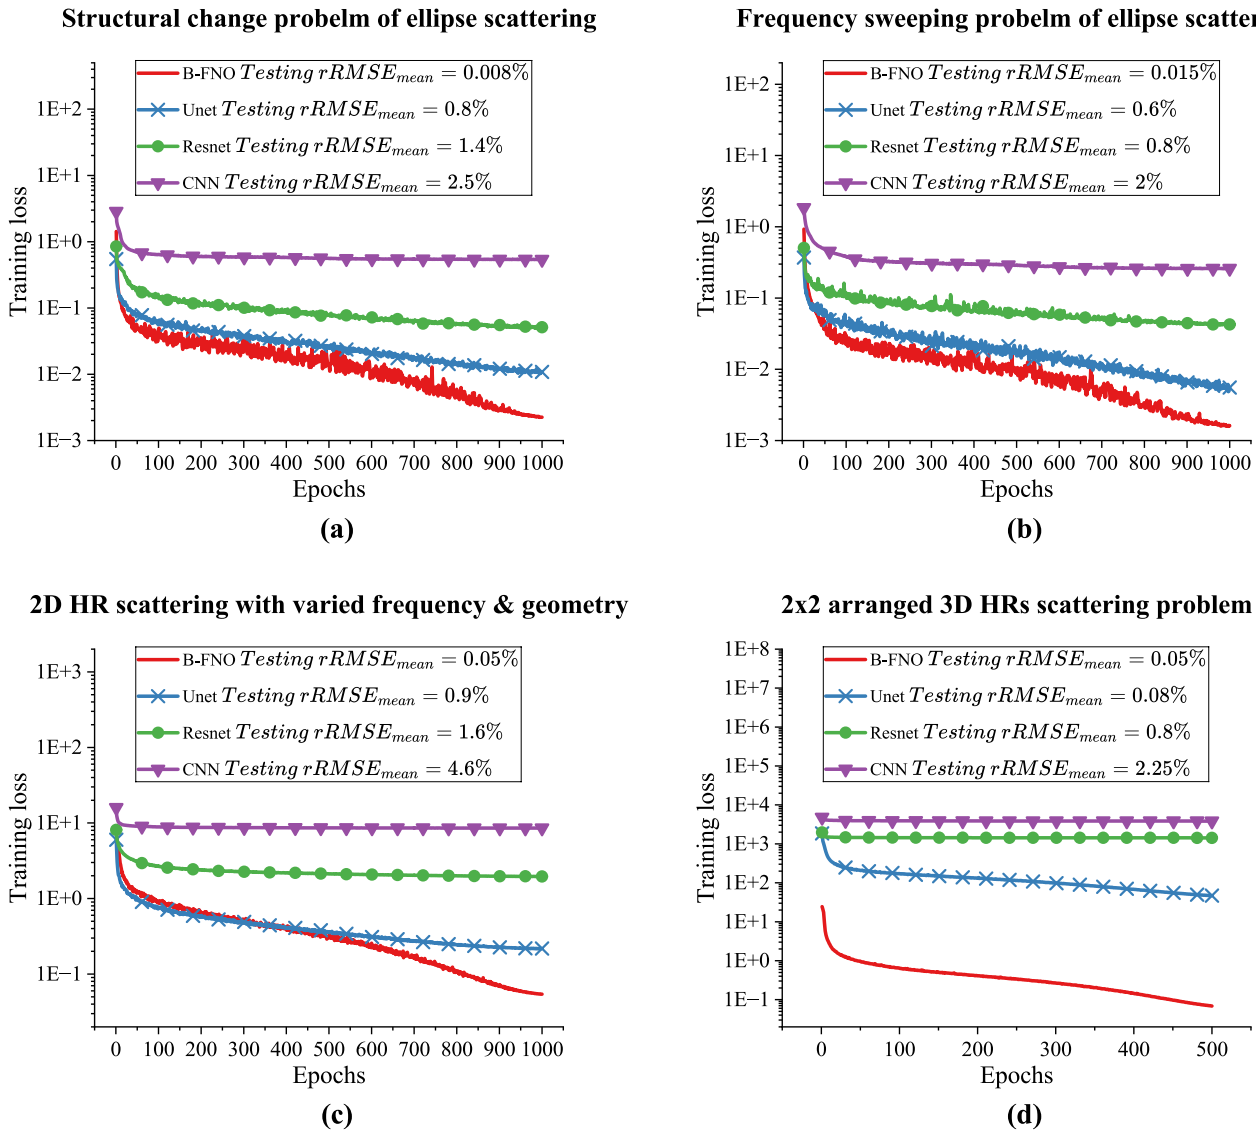 Structural change probelm of ellipse scattering
B-FNO Testing rRMSE_mean = 0.008%
Unet Testing rRMSE_mean = 0.8%
Resnet Testing rRMSE_mean = 1.4%
CNN Testing rRMSE_mean = 2.5%
1E+2
1E+1
1E+0
1E−1
1E−2
1E−3
Training loss
0 100 200 300 400 500 600 700 800 900 1000
Epochs
(a)
Frequency sweeping probelm of ellipse scatter
B-FNO Testing rRMSE_mean = 0.015%
Unet Testing rRMSE_mean = 0.6%
Resnet Testing rRMSE_mean = 0.8%
CNN Testing rRMSE_mean = 2%
1E+2
1E+1
1E+0
1E−1
1E−2
1E−3
Training loss
0 100 200 300 400 500 600 700 800 900 1000
Epochs
(b)
2D HR scattering with varied frequency & geometry
B-FNO Testing rRMSE_mean = 0.05%
Unet Testing rRMSE_mean = 0.9%
Resnet Testing rRMSE_mean = 1.6%
CNN Testing rRMSE_mean = 4.6%
1E+3
1E+2
1E+1
1E+0
1E−1
Training loss
0 100 200 300 400 500 600 700 800 900 1000
Epochs
(c)
2x2 arranged 3D HRs scattering problem
B-FNO Testing rRMSE_mean = 0.05%
Unet Testing rRMSE_mean = 0.08%
Resnet Testing rRMSE_mean = 0.8%
CNN Testing rRMSE_mean = 2.25%
1E+8
1E+7
1E+6
1E+5
1E+4
1E+3
1E+2
1E+1
1E+0
1E−1
Training loss
0 100 200 300 400 500
Epochs
(d)